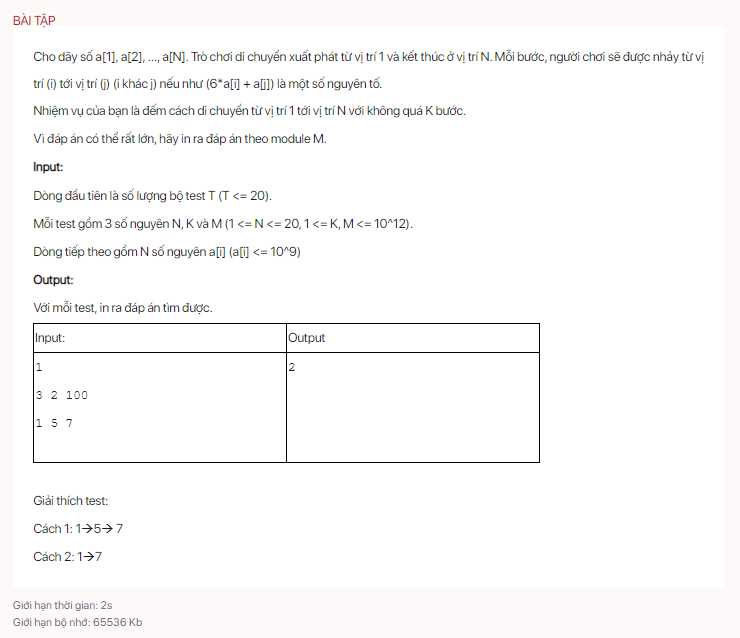 BÀI TẬP
Cho dãy số a[1], a[2], ..., a[N]. Trò chơi di chuyển xuất phát từ vị trí 1 và kết thúc ở vị trí N. Mỗi bước, người chơi sẽ được nhảy từ vị
trí (i) tới vị trí (j) (i khác j) nếu như (6*a[i] + a[j]) là một số nguyên tố.
Nhiệm vụ của bạn là đếm cách di chuyển từ vị trí 1 tới vị trí N với không quá K bước.
Vì đáp án có thể rất lớn, hãy in ra đáp án theo module M.
Input:
Dòng đầu tiên là số lượng bộ test T (T <= 20).
Mỗi test gồm 3 số nguyên N, K và M (1 <= N <= 20, 1 <= K, M <= 10^12).
Dòng tiếp theo gồm N số nguyên a[i] (a[i] <= 10^9)
Output:
Với mỗi test, in ra đáp án tìm được.
Input: Output
1 2
3 2 100
1 5 7
Giải thích test:
Cách 1: 1→5→ 7
Cách 2: 1→7
Giới hạn thời gian: 2s
Giới hạn bộ nhớ: 65536 Kb